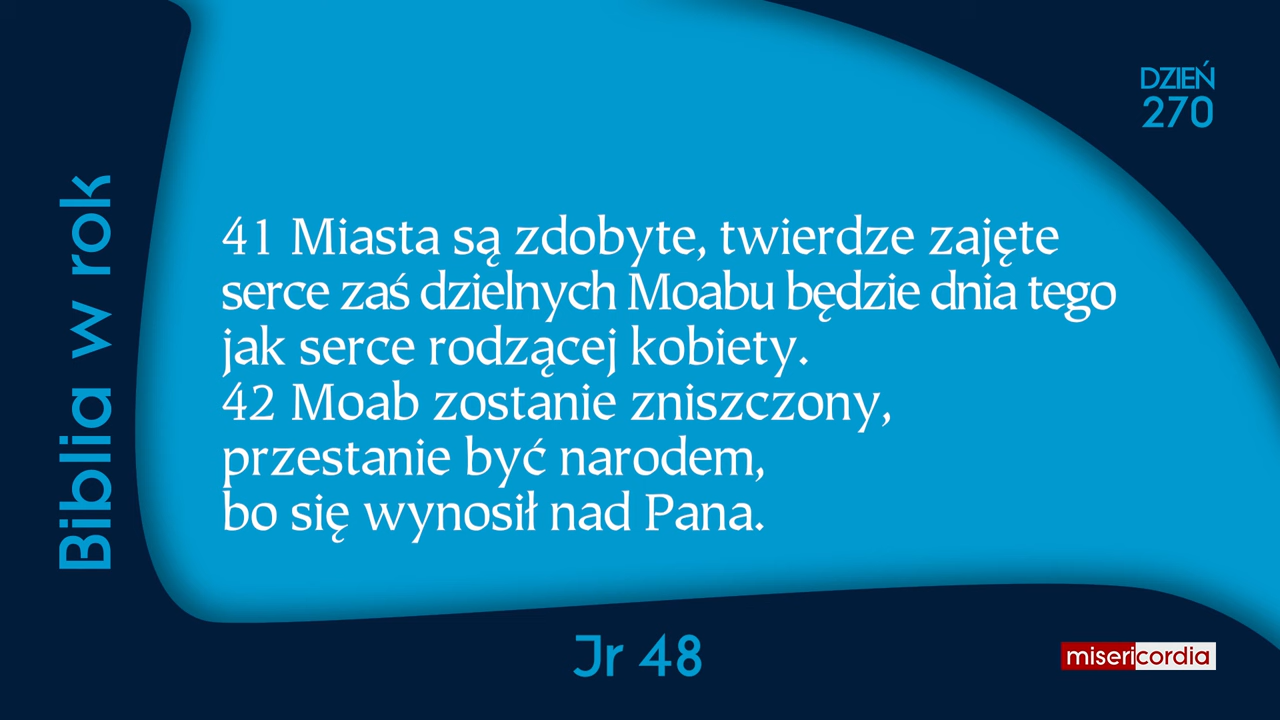 DZIEŃ
270
Biblia w rok
41 Miasta są zdobyte, twierdze zajęte
serce zaś dzielnych Moabu będzie dnia tego
jak serce rodzącej kobiety.
42 Moab zostanie zniszczony,
przestanie być narodem,
bo się wynosił nad Pana.
Jr 48
misericordia